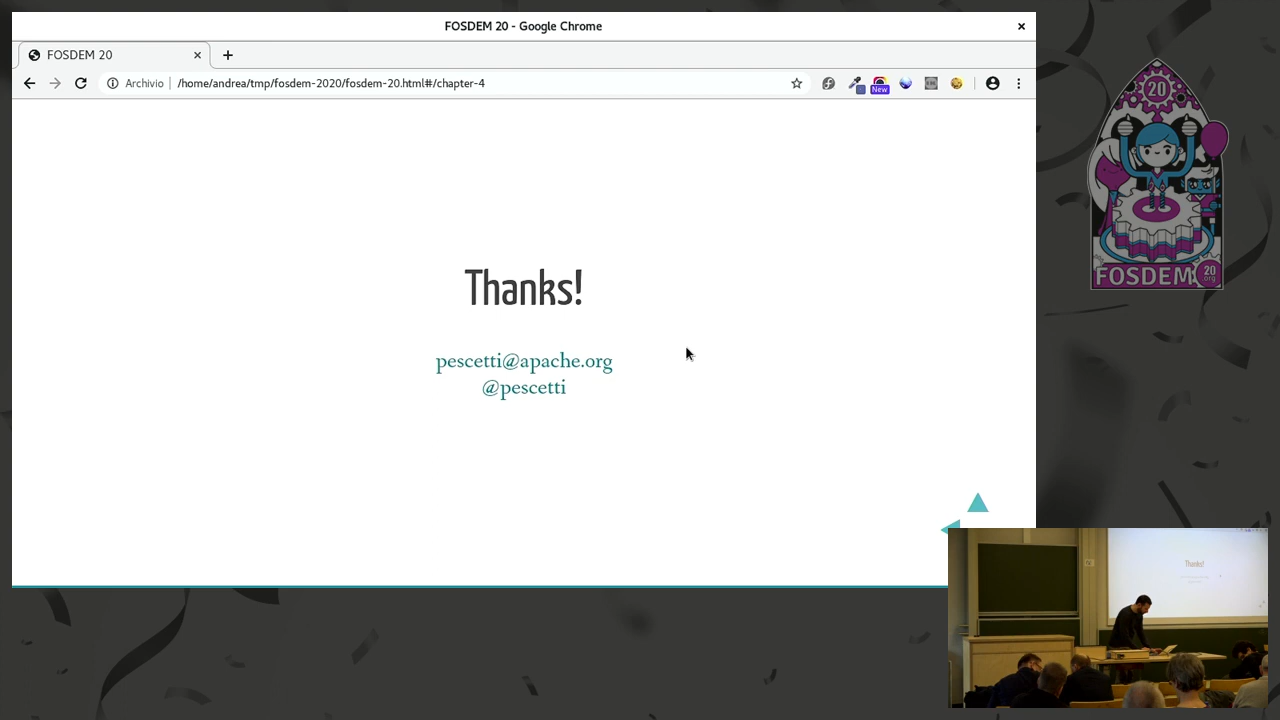 FOSDEM 20 - Google Chrome
FOSDEM 20
Archivio
/home/andrea/tmp/fosdem-2020/fosdem-20.html#/chapter-4
New
Thanks!
pescetti@apache.org
@pescetti
20
FOSDEM
20
.org
Thanks!